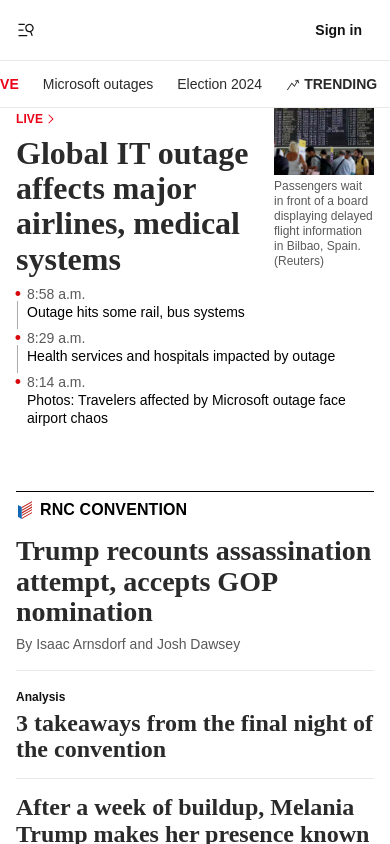 Sign in
VE
Microsoft outages
Election 2024
TRENDING
LIVE
Global IT outage
affects major
airlines, medical
systems
Passengers wait
in front of a board
displaying delayed
flight information
in Bilbao, Spain.
(Reuters)
8:58 a.m.
Outage hits some rail, bus systems
8:29 a.m.
Health services and hospitals impacted by outage
8:14 a.m.
Photos: Travelers affected by Microsoft outage face
airport chaos
RNC CONVENTION
Trump recounts assassination
attempt, accepts GOP
nomination
By Isaac Arnsdorf and Josh Dawsey
Analysis
3 takeaways from the final night of
the convention
After a week of buildup, Melania
Trump makes her presence known